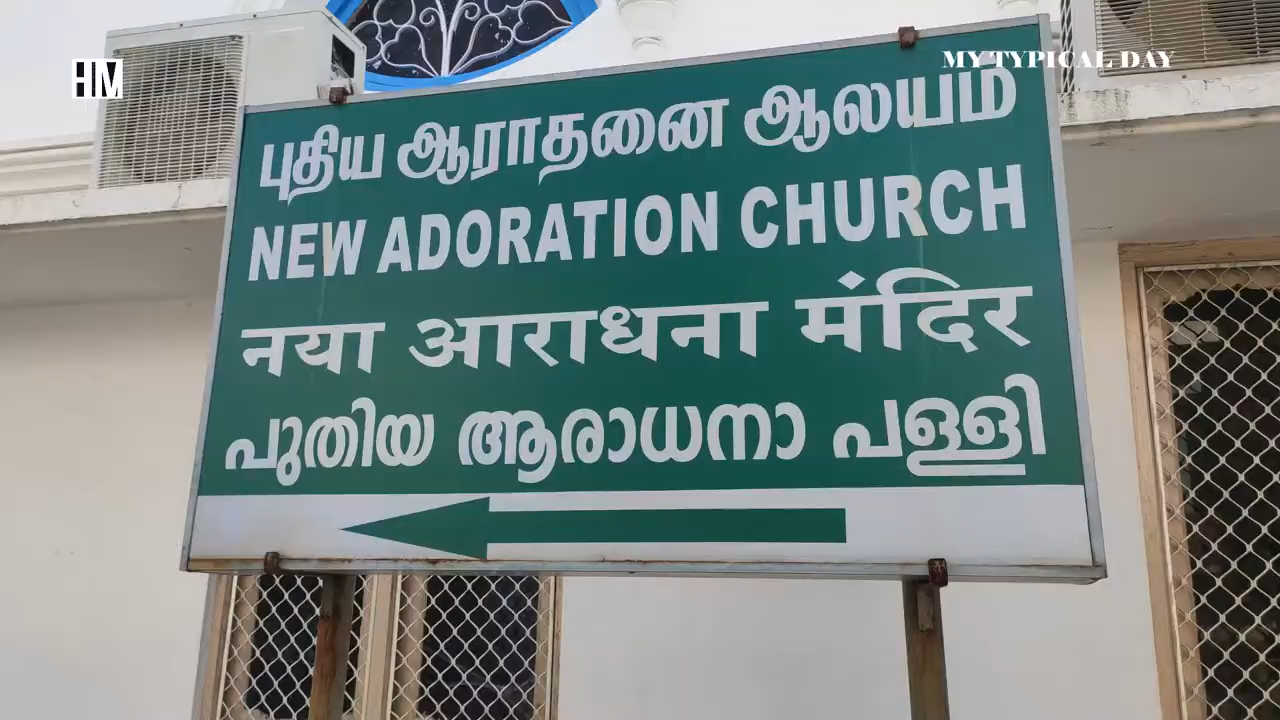 HM
MY TYPICAL DAY
புதிய ஆராதனை ஆலயம்
NEW ADORATION CHURCH
नया आराधना मंदिर
പുതിയ ആരാധനാ പള്ളി